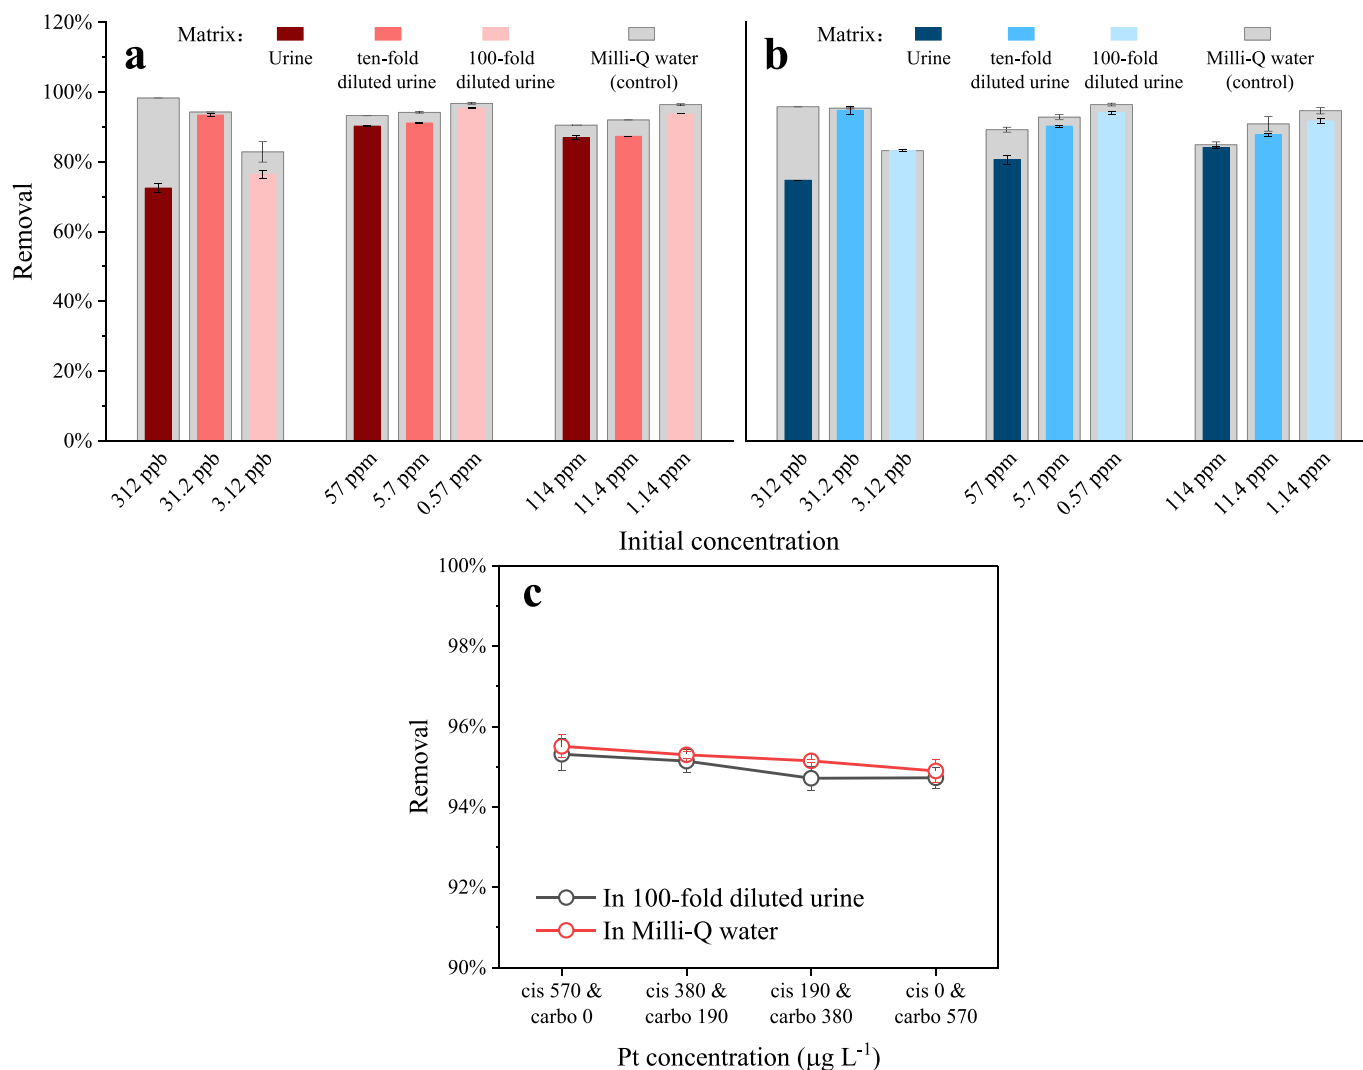 Removal
120%
100%
80%
60%
40%
20%
0%
a
Matrix:
Urine
ten-fold
diluted urine
100-fold
diluted urine
Milli-Q water
(control)
312 ppb
31.2 ppb
3.12 ppb
57 ppm
5.7 ppm
0.57 ppm
114 ppm
11.4 ppm
1.14 ppm
b
Matrix:
Urine
ten-fold
diluted urine
100-fold
diluted urine
Milli-Q water
(control)
312 ppb
31.2 ppb
3.12 ppb
57 ppm
5.7 ppm
0.57 ppm
114 ppm
11.4 ppm
1.14 ppm
Initial concentration
Removal
100%
98%
96%
94%
92%
90%
c
In 100-fold diluted urine
In Milli-Q water
cis 570 &
carbo 0
cis 380 &
carbo 190
cis 190 &
carbo 380
cis 0 &
carbo 570
Pt concentration (μg L⁻¹)